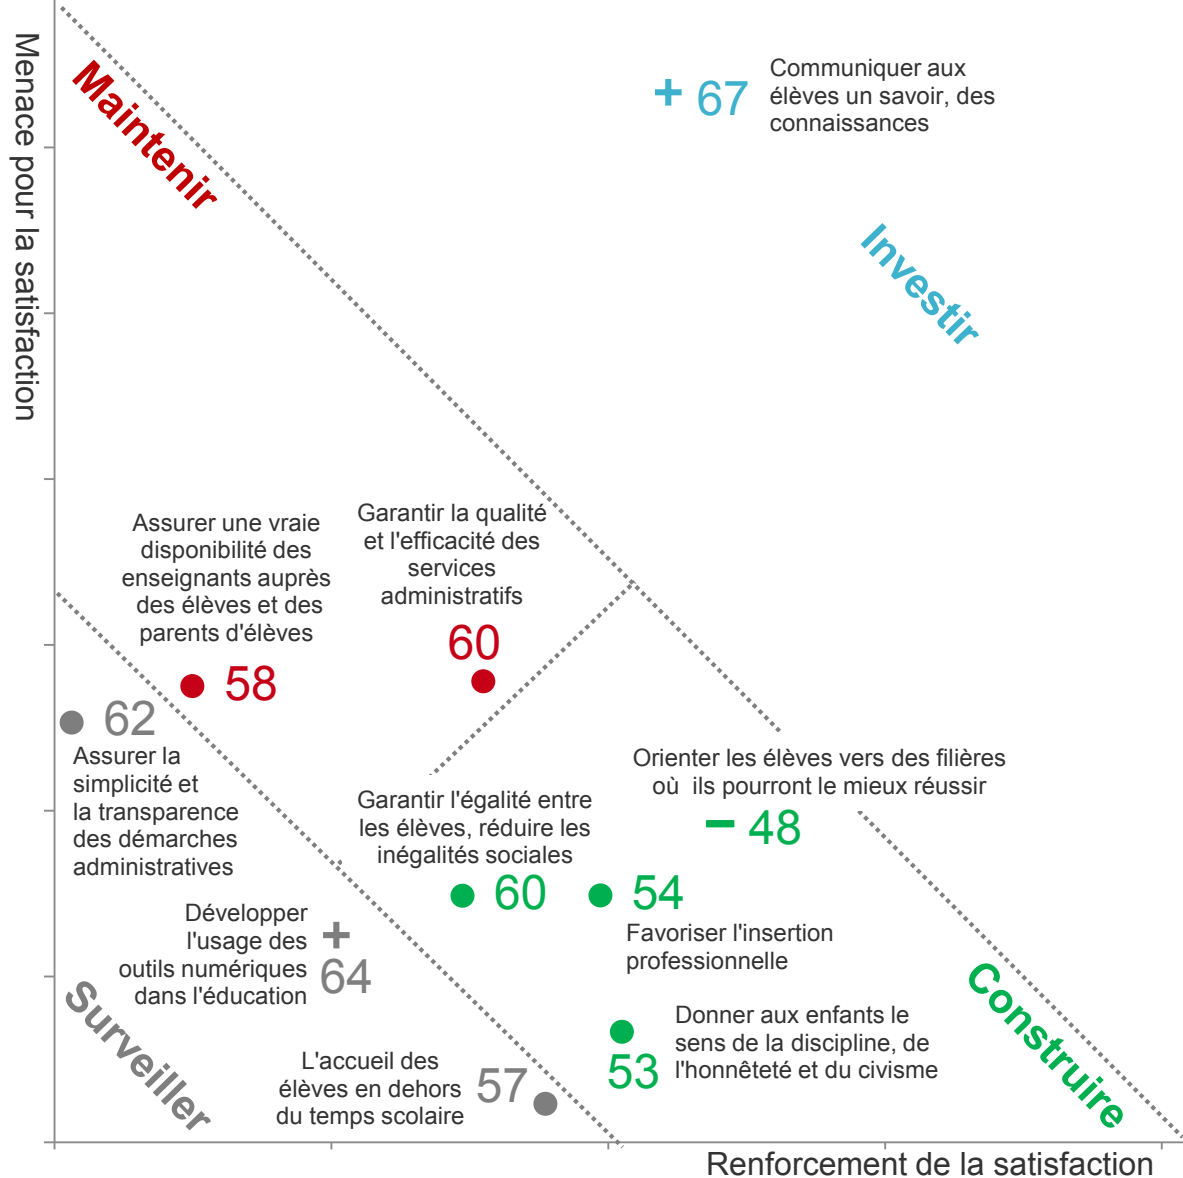 Menace pour la satisfaction
Maintenir
+ 67
Communiquer aux
élèves un savoir, des
connaissances
Investir
Assurer une vraie
disponibilité des
enseignants auprès
des élèves et des
parents d'élèves
58
Garantir la qualité
et l'efficacité des
services
administratifs
60
62
Assurer la
simplicité et
la transparence
des démarches
administratives
Orienter les élèves vers des filières
où  ils pourront le mieux réussir
– 48
Garantir l'égalité entre
les élèves, réduire les
inégalités sociales
60
54
Favoriser l'insertion
professionnelle
Développer
l'usage des
outils numériques
dans l'éducation
+
64
Surveiller
Donner aux enfants le
sens de la discipline, de
l'honnêteté et du civisme
53
L'accueil des
élèves en dehors
du temps scolaire
57
Construire
Renforcement de la satisfaction